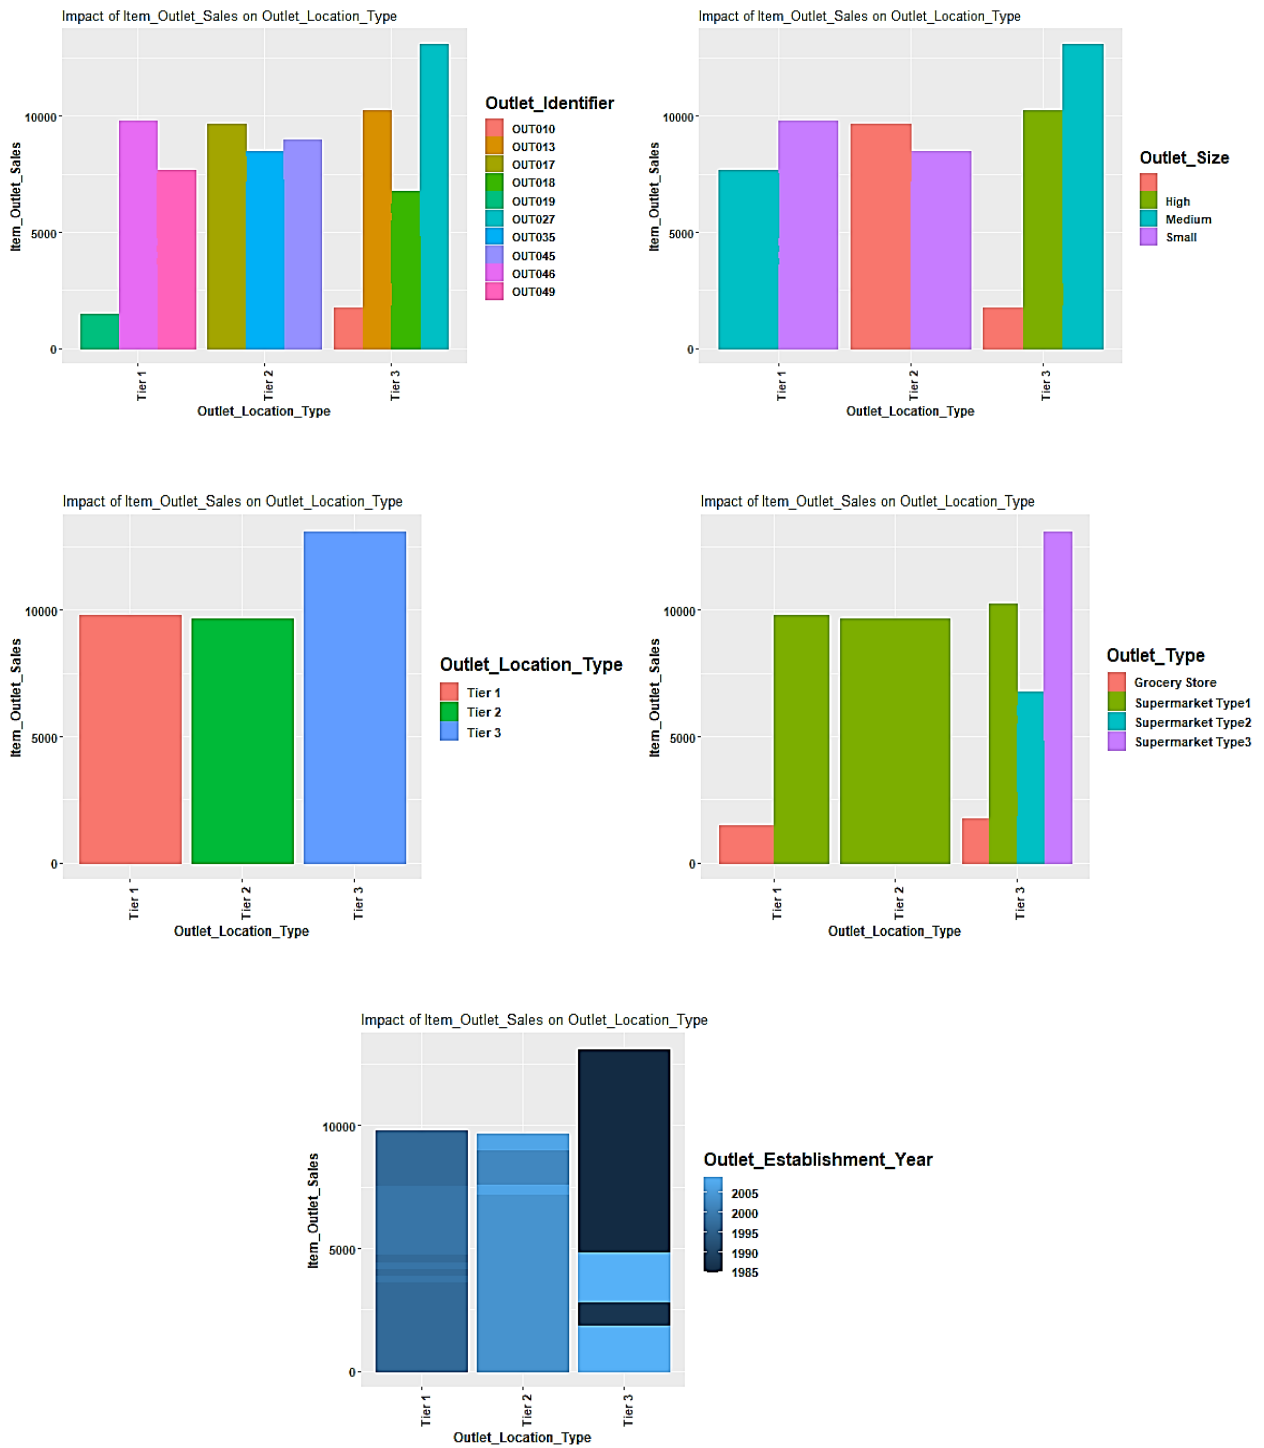 Impact of Item_Outlet_Sales on Outlet_Location_Type
Item_Outlet_Sales
10000
5000
0
Tier 1
Tier 2
Tier 3
Outlet_Location_Type
Outlet_Identifier
OUT010
OUT013
OUT017
OUT018
OUT019
OUT027
OUT035
OUT045
OUT046
OUT049
Impact of Item_Outlet_Sales on Outlet_Location_Type
Item_Outlet_Sales
10000
5000
0
Tier 1
Tier 2
Tier 3
Outlet_Location_Type
Outlet_Size
High
Medium
Small
Impact of Item_Outlet_Sales on Outlet_Location_Type
Item_Outlet_Sales
10000
5000
0
Tier 1
Tier 2
Tier 3
Outlet_Location_Type
Outlet_Location_Type
Tier 1
Tier 2
Tier 3
Impact of Item_Outlet_Sales on Outlet_Location_Type
Item_Outlet_Sales
10000
5000
0
Tier 1
Tier 2
Tier 3
Outlet_Location_Type
Outlet_Type
Grocery Store
Supermarket Type1
Supermarket Type2
Supermarket Type3
Impact of Item_Outlet_Sales on Outlet_Location_Type
Item_Outlet_Sales
10000
5000
0
Tier 1
Tier 2
Tier 3
Outlet_Location_Type
Outlet_Establishment_Year
2005
2000
1995
1990
1985